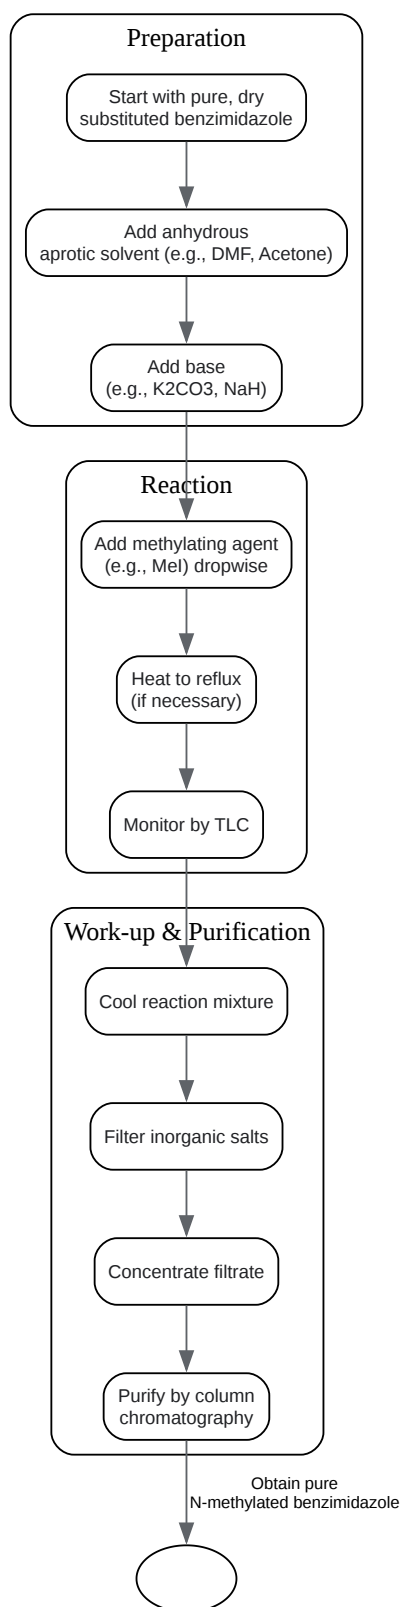 Preparation
Start with pure, dry
substituted benzimidazole
Add anhydrous
aprotic solvent (e.g., DMF, Acetone)
Add base
(e.g., K2CO3, NaH)
Reaction
Add methylating agent
(e.g., MeI) dropwise
Heat to reflux
(if necessary)
Monitor by TLC
Work-up & Purification
Cool reaction mixture
Filter inorganic salts
Concentrate filtrate
Purify by column
chromatography
Obtain pure
N-methylated benzimidazole